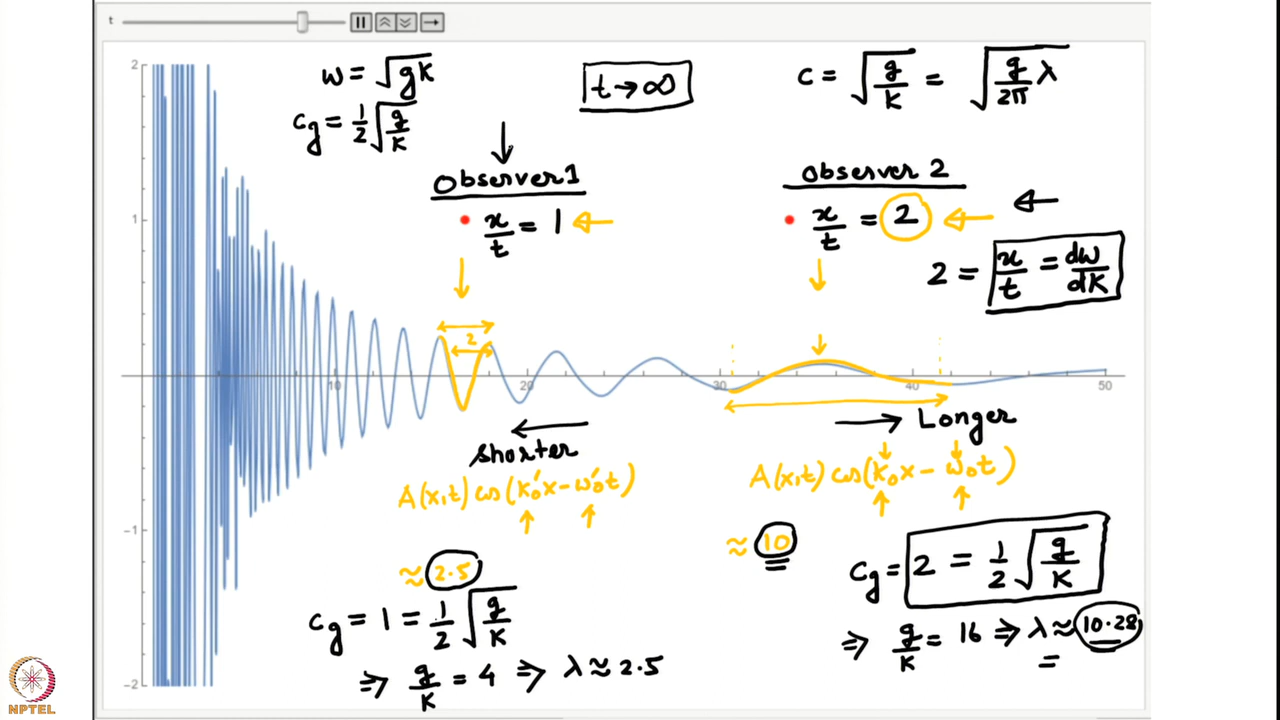 t
2
1
-1
-2
10
20
30
40
50
ω = √gk
c_g = 1/2 √(g/k)
t → ∞
c = √(g/k) = √(g/2π λ)
Observer 1
x/t = 1
Observer 2
x/t = 2
2 = x/t = dω/dk
2
shorter
Longer
A(x,t) cos(k₀'x − ω₀'t)
A(x,t) cos(k₀x − ω₀t)
≈ 2.5
≈ 10
c_g = 1 = 1/2 √(g/k)
⇒ g/k = 4 ⇒ λ ≈ 2.5
c_g = 2 = 1/2 √(g/k)
⇒ g/k = 16 ⇒ λ ≈ 10.28
=
NPTEL